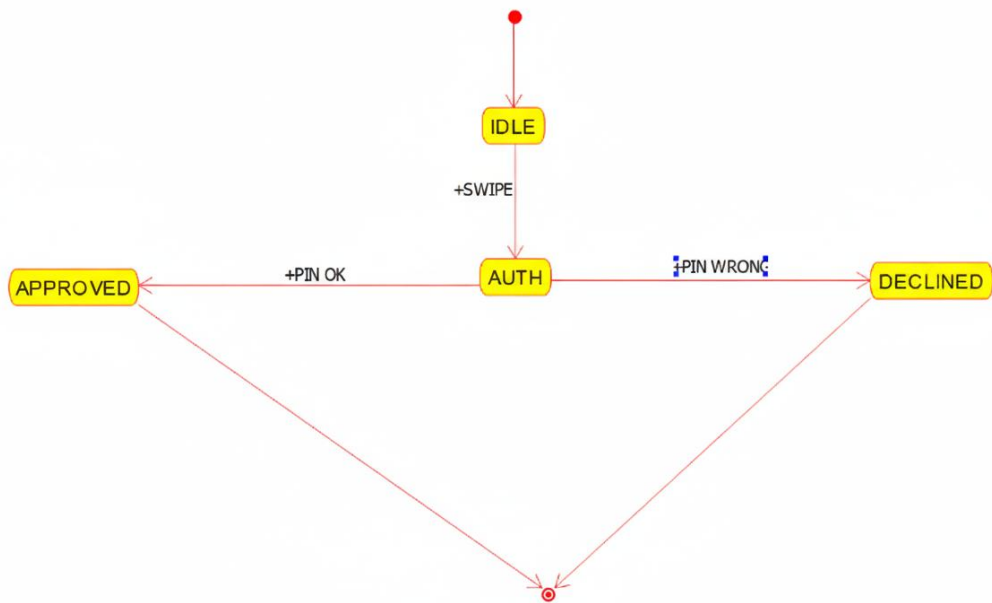 IDLE
+SWIPE
+PIN OK
AUTH
+PIN WRONG
APPROVED
DECLINED